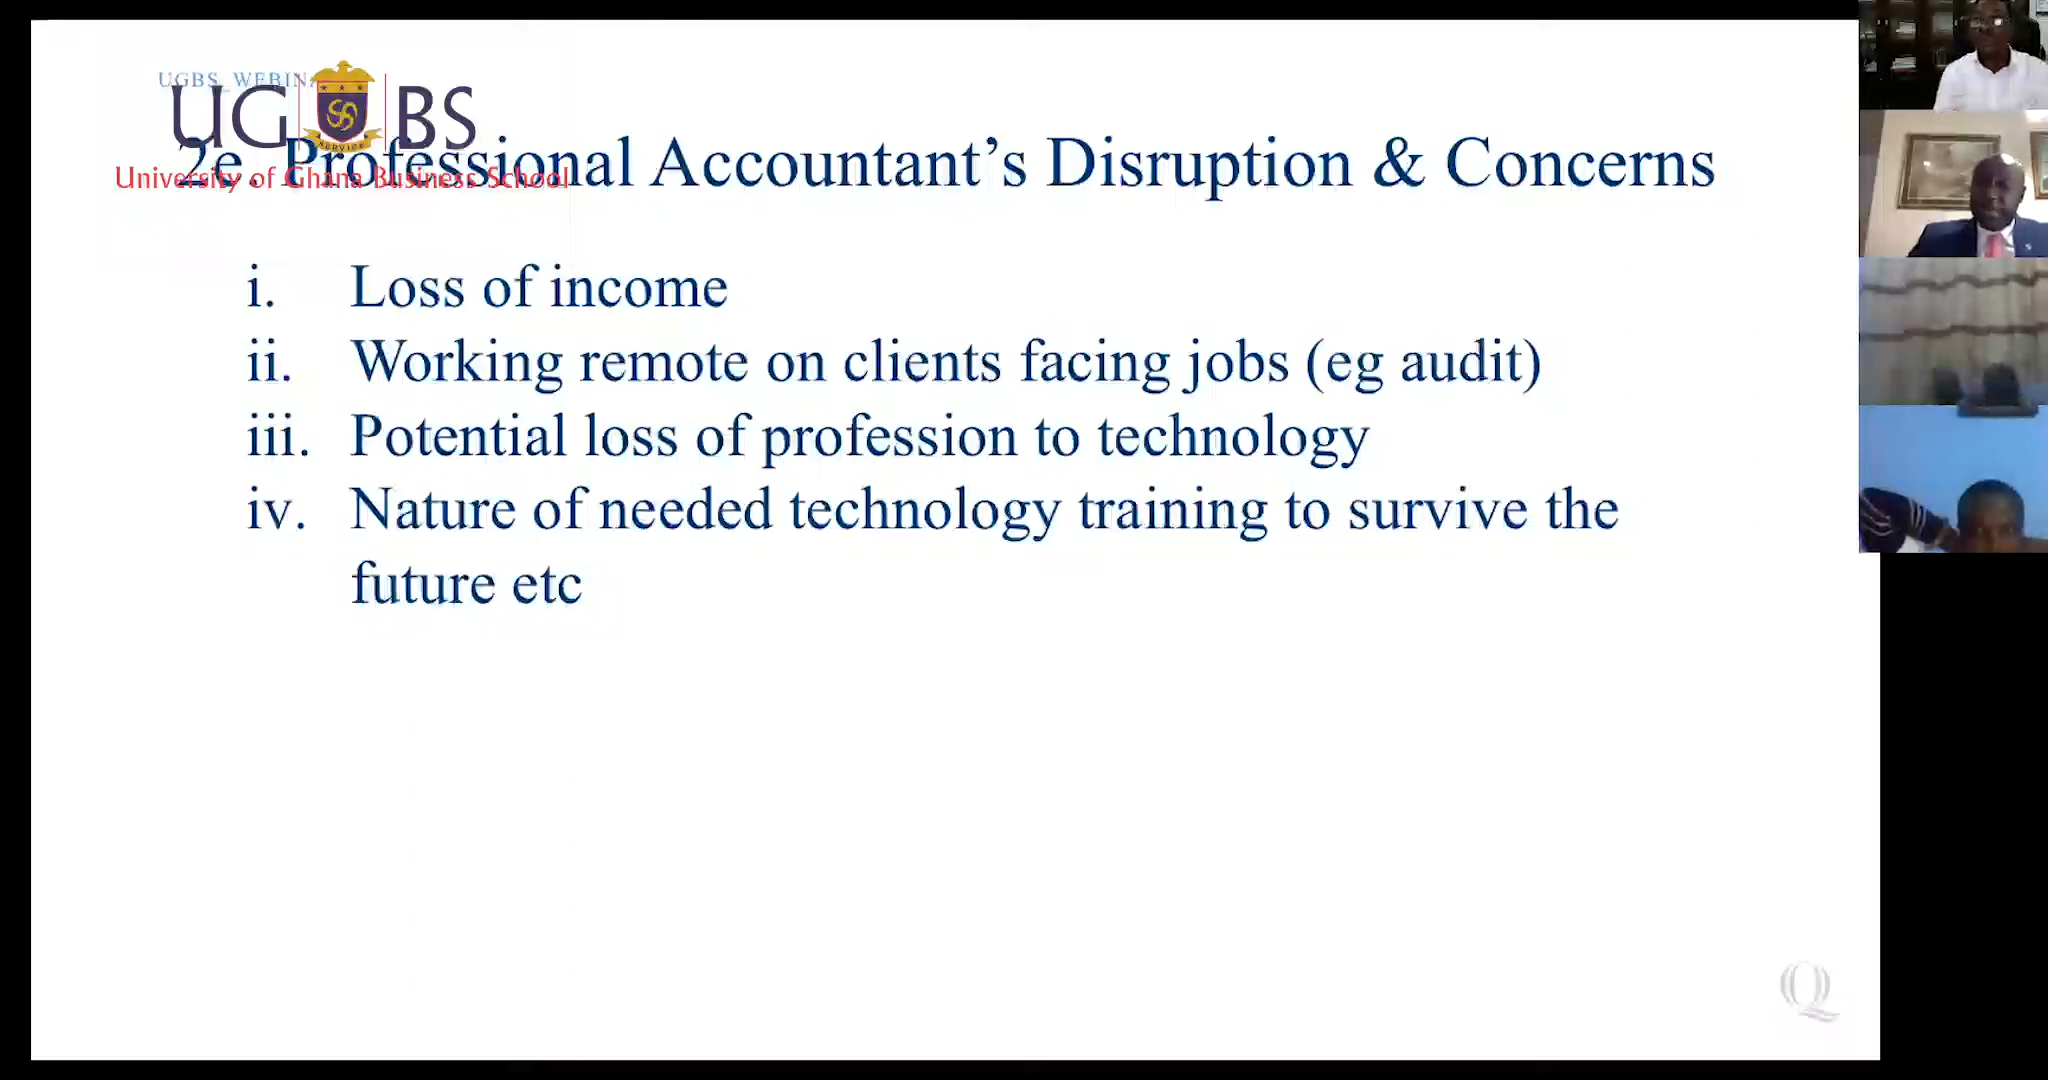 UGBS_WEBINA
UG BS
SERVICE
University of Ghana Business School
2e. Professional Accountant's Disruption & Concerns
i. Loss of income
ii. Working remote on clients facing jobs (eg audit)
iii. Potential loss of profession to technology
iv. Nature of needed technology training to survive the
future etc
Q